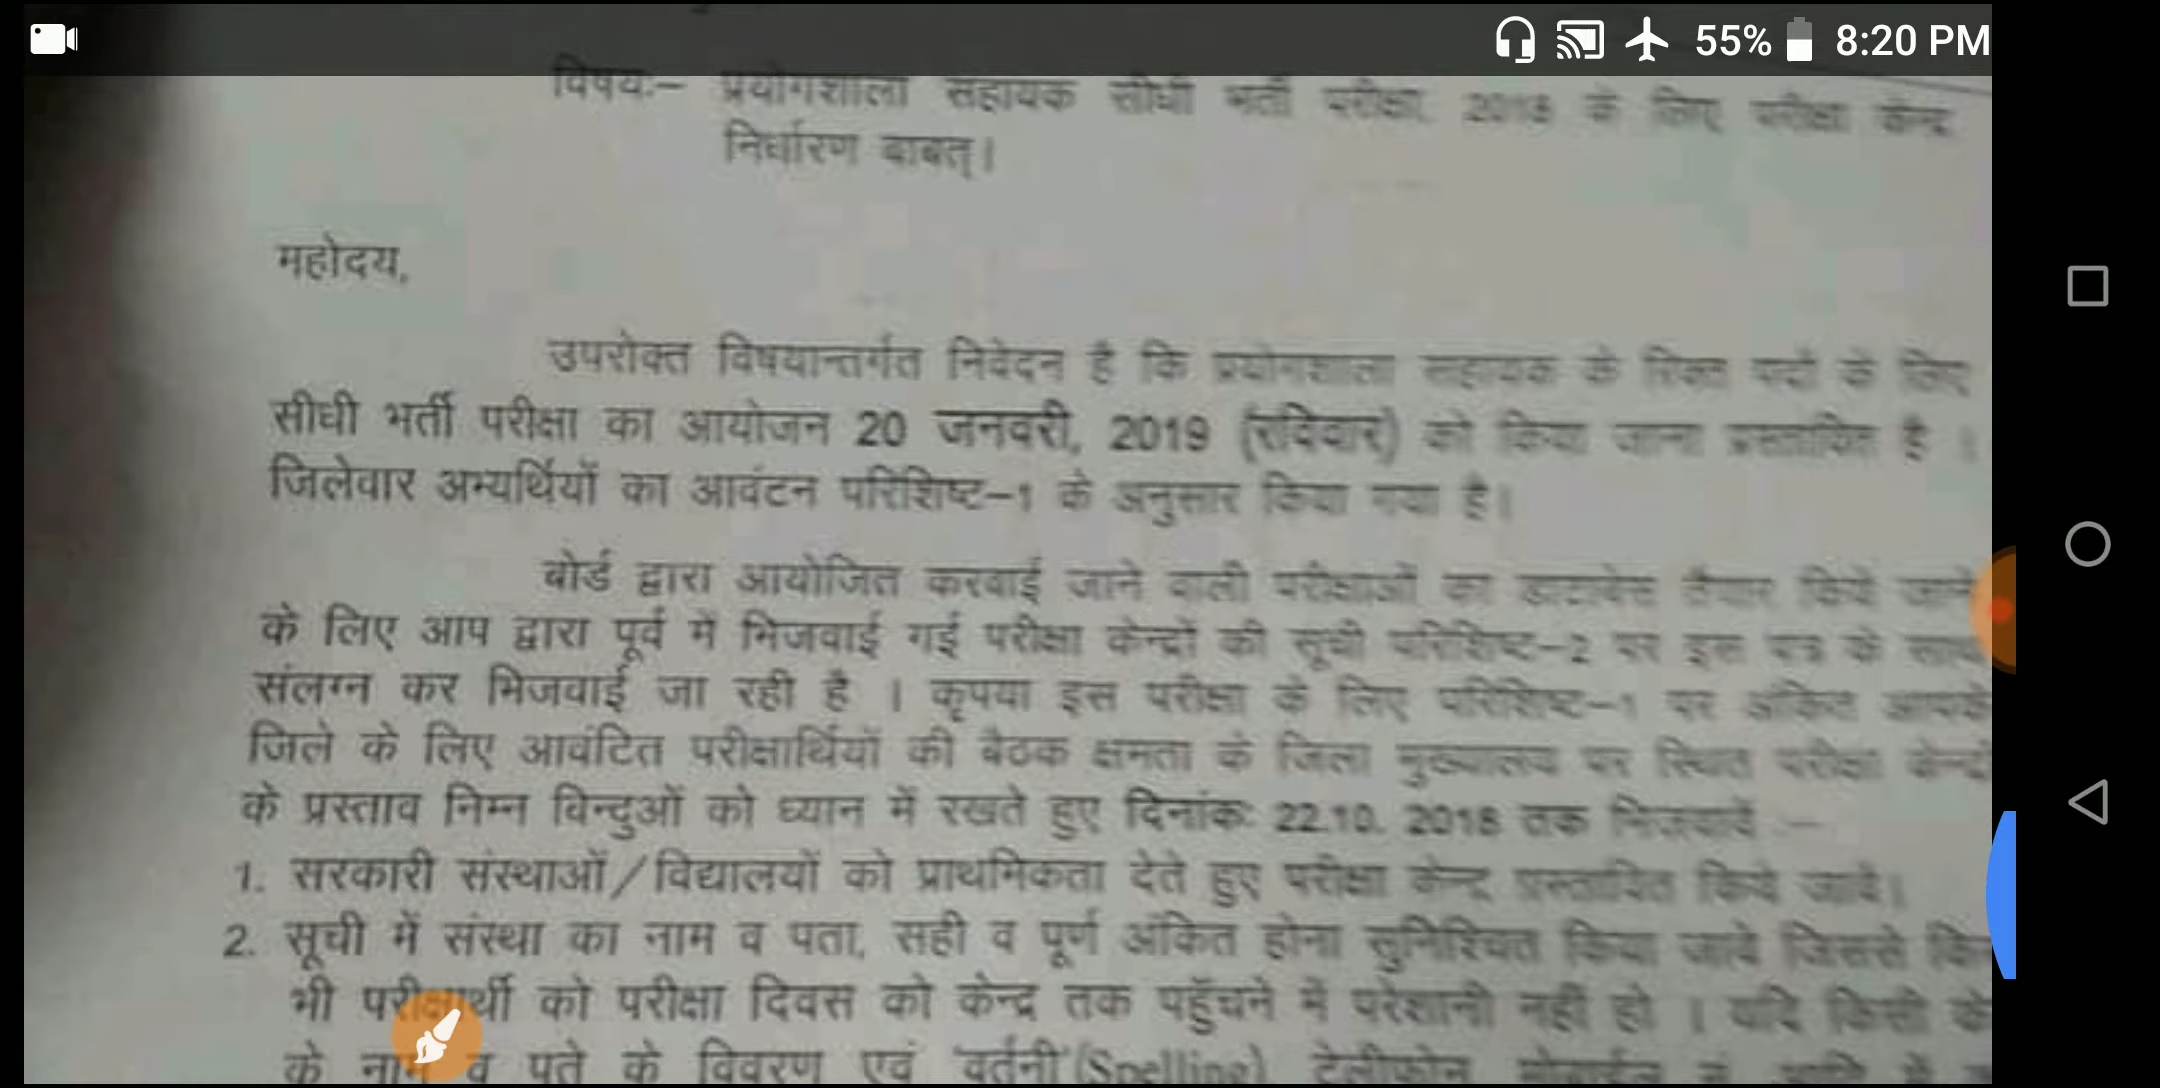 55% 8:20 PM
विषयः– प्रयोगशाला सहायक सीधी भर्ती परीक्षा, 2018 के लिए परीक्षा केन्द्र
निर्धारण बाबत्।
महोदय,
उपरोक्त विषयान्तर्गत निवेदन है कि प्रयोगशाला सहायक के रिक्त पदों के लिए
सीधी भर्ती परीक्षा का आयोजन 20 जनवरी, 2019 (रविवार) को किया जाना प्रस्तावित है ।
जिलेवार अभ्यर्थियों का आवंटन परिशिष्ट–1 के अनुसार किया गया है।
बोर्ड द्वारा आयोजित करवाई जाने वाली परीक्षाओं का डाटाबेस तैयार किये जाने
के लिए आप द्वारा पूर्व में भिजवाई गई परीक्षा केन्द्रों की सूची परिशिष्ट–2 पर इस पत्र के साथ
संलग्न कर भिजवाई जा रही है । कृपया इस परीक्षा के लिए परिशिष्ट–1 पर अंकित आपके
जिले के लिए आवंटित परीक्षार्थियों की बैठक क्षमता के जिला मुख्यालय पर स्थित परीक्षा केन्द्रों
के प्रस्ताव निम्न विन्दुओं को ध्यान में रखते हुए दिनांकः 22.10. 2018 तक भिजवावें :–
1. सरकारी संस्थाओं/विद्यालयों को प्राथमिकता देते हुए परीक्षा केन्द्र प्रस्तावित किये जावें।
2. सूची में संस्था का नाम व पता, सही व पूर्ण अंकित होना सुनिश्चित किया जावे जिससे
भी परीक्षार्थी को परीक्षा दिवस को केन्द्र तक पहुँचने में परेशानी नही हो । यदि किसी
के नाम व पते के विवरण एवं वर्तनी (Spelling)